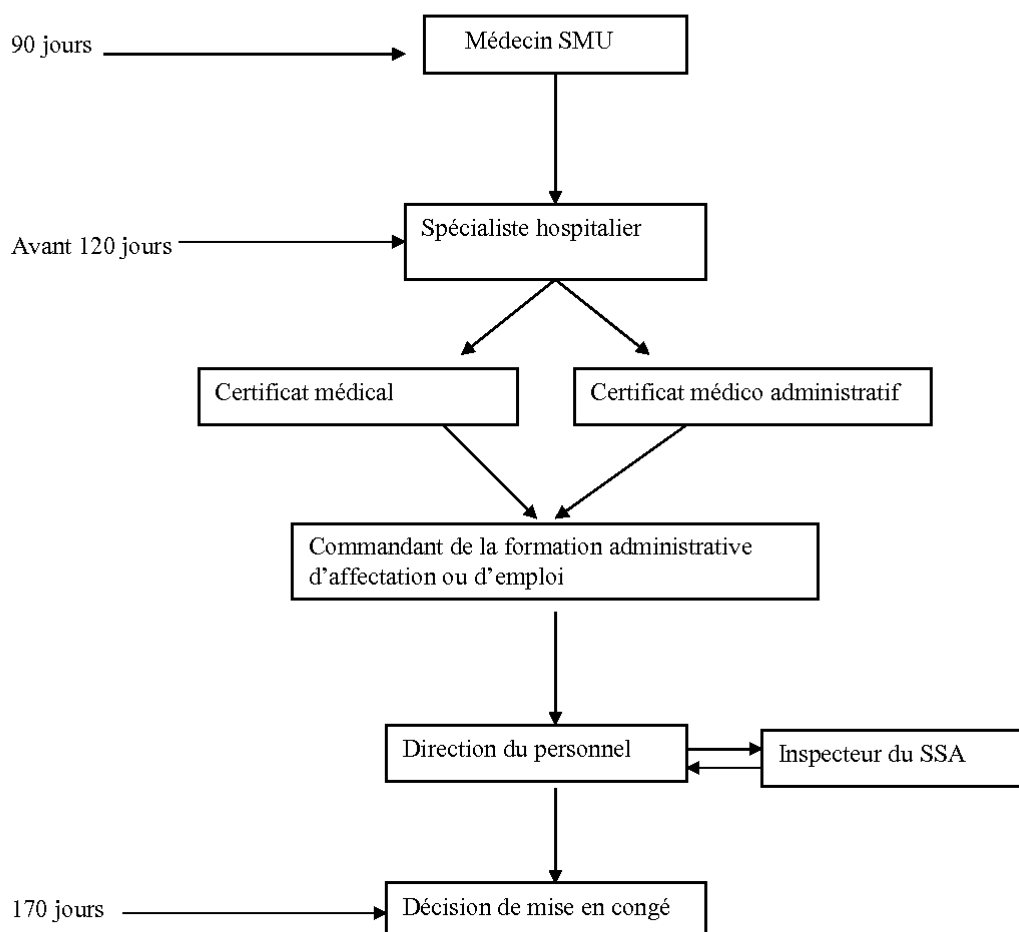 90 jours
Médecin SMU
Avant 120 jours
Spécialiste hospitalier
Certificat médical
Certificat médico administratif
Commandant de la formation administrative
d’affectation ou d’emploi
Direction du personnel
Inspecteur du SSA
170 jours
Décision de mise en congé